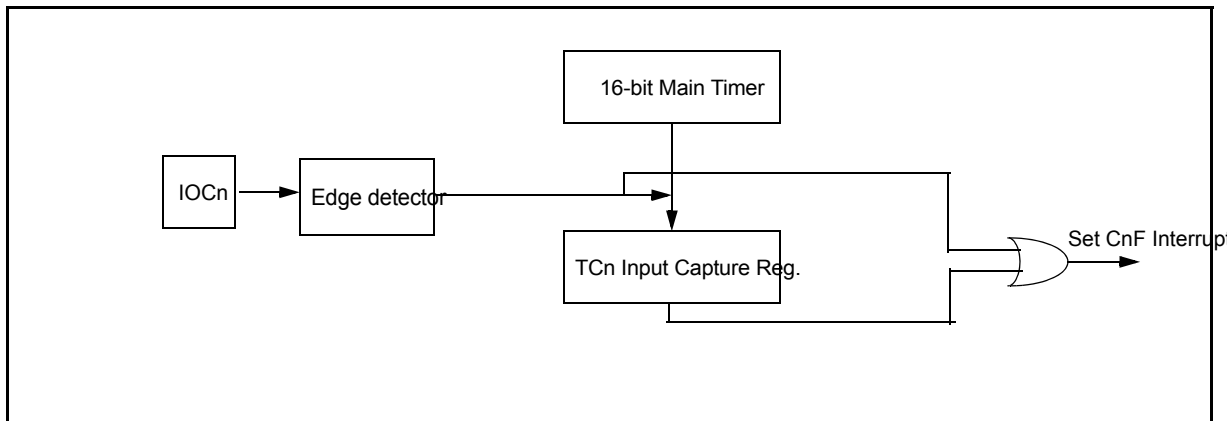 16-bit Main Timer
IOCn
Edge detector
TCn Input Capture Reg.
Set CnF Interrupt